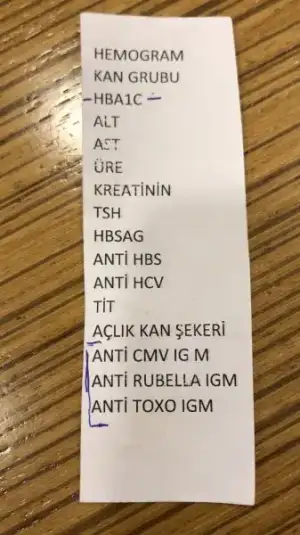 HEMOGRAM
KAN GRUBU
HBA1C
ALT
AST
ÜRE
KREATİNİN
TSH
HBSAG
ANTİ HBS
ANTİ HCV
TİT
AÇLIK KAN ŞEKERİ
ANTİ CMV IG M
ANTİ RUBELLA IGM
ANTİ TOXO IGM